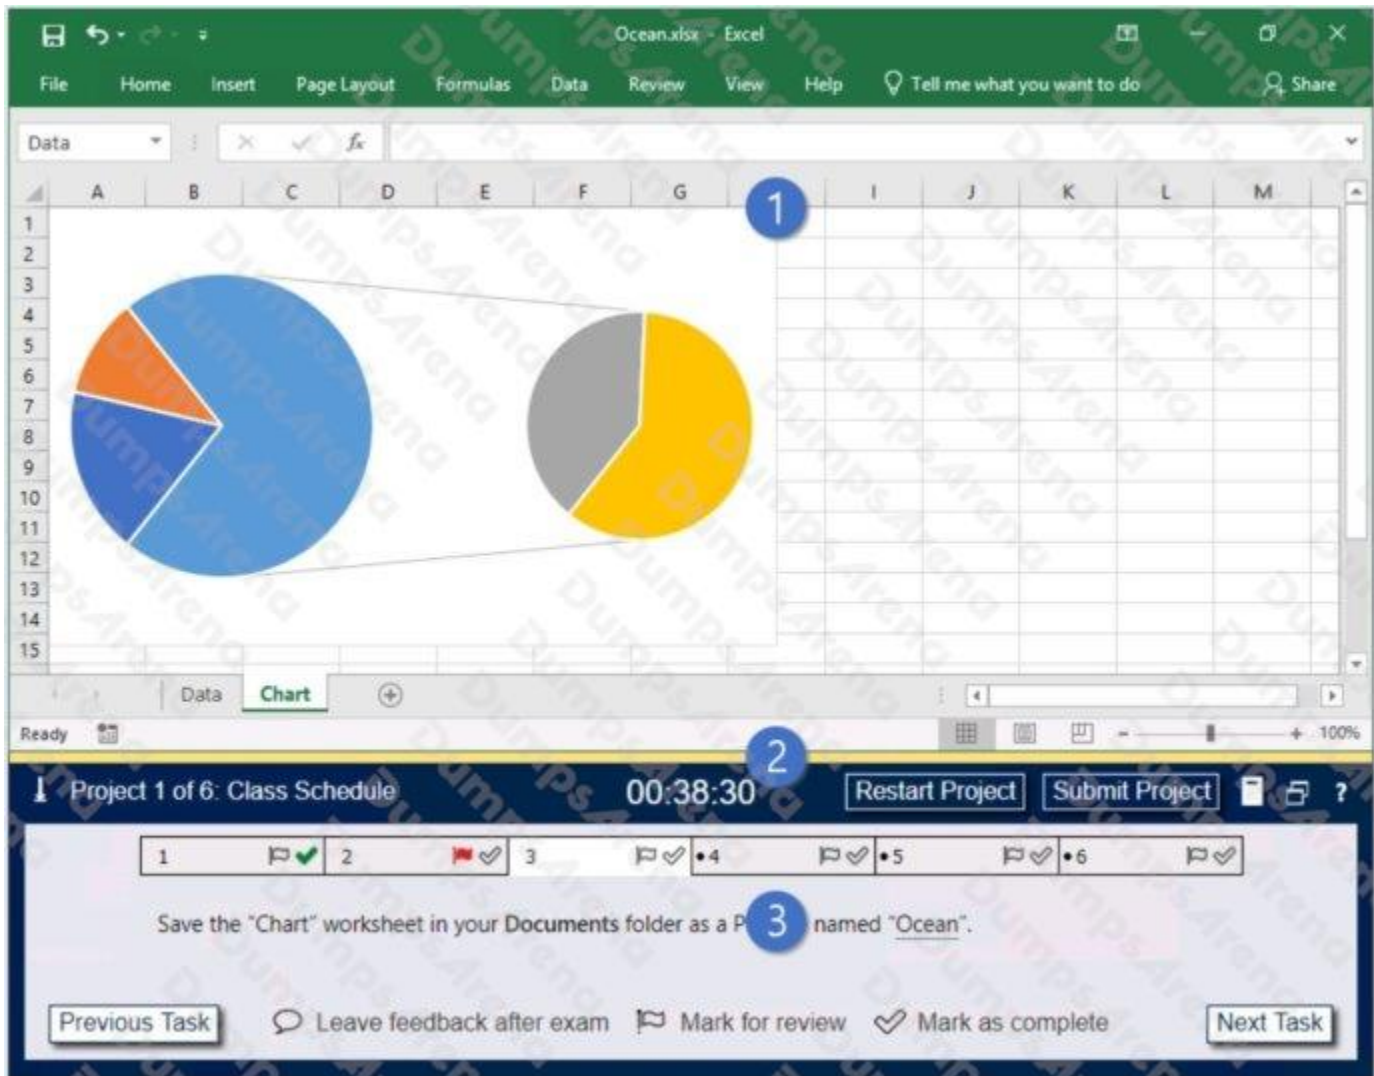 Ocean.xlsx - Excel
File Home Insert Page Layout Formulas Data Review View Help Tell me what you want to do Share
Data fx
A B C D E F G I J K L M
1
2
3
4
5
6
7
8
9
10
11
12
13
14
15
1
Data Chart
Ready 100%
2
Project 1 of 6: Class Schedule 00:38:30 Restart Project Submit Project ?
1 2 3 •4 •5 •6
Save the "Chart" worksheet in your Documents folder as a P 3 named "Ocean".
Previous Task Leave feedback after exam Mark for review Mark as complete Next Task
DumpsArena